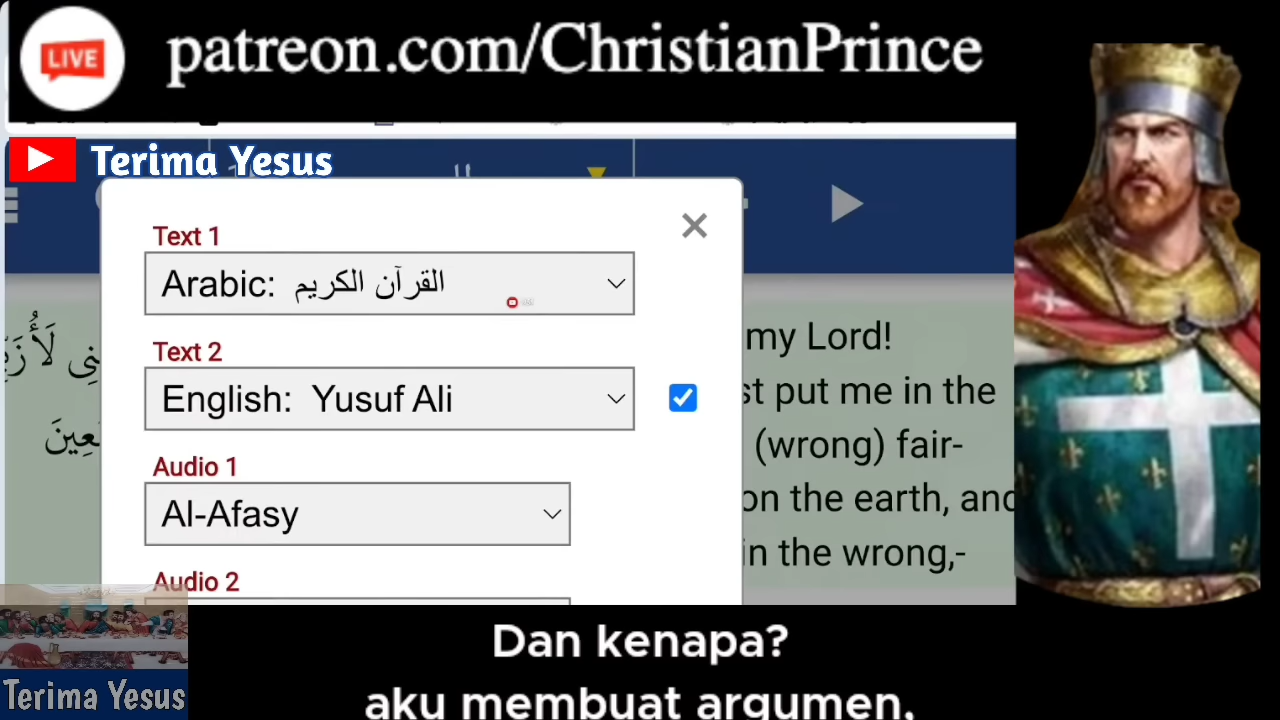 LIVE
patreon.com/ChristianPrince
Terima Yesus
Text 1
Arabic: القرآن الكريم
Text 2
English: Yusuf Ali
Audio 1
Al-Afasy
Audio 2
my Lord!
put me in the
(wrong) fair-
on the earth, and
in the wrong,-
Terima Yesus
Dan kenapa?
aku membuat argumen,